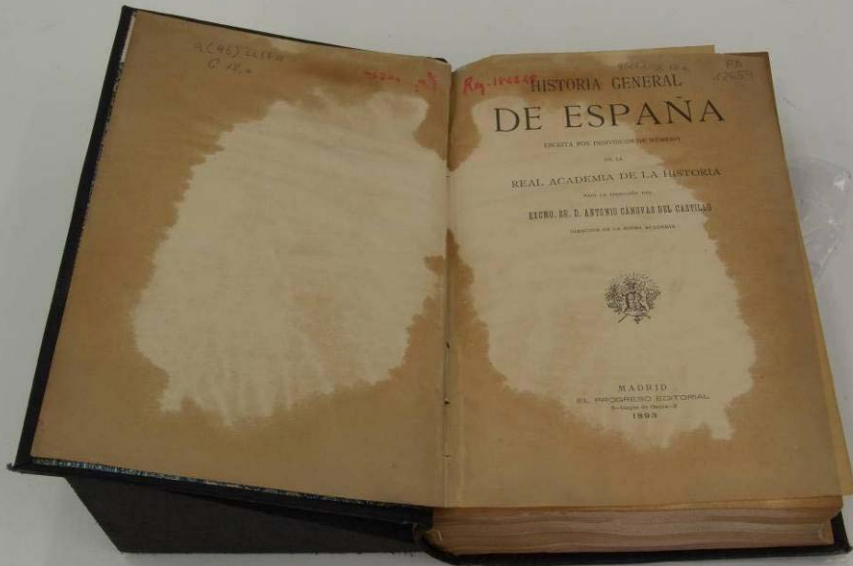 HISTORIA GENERAL
DE ESPAÑA
ESCRITA POR INDIVIDUOS DE NÚMERO
DE LA
REAL ACADEMIA DE LA HISTORIA
BAJO LA DIRECCIÓN DEL
EXCMO. SR. D. ANTONIO CÁNOVAS DEL CASTILLO
DIRECTOR DE LA MISMA ACADEMIA
MADRID
EL PROGRESO EDITORIAL
1893